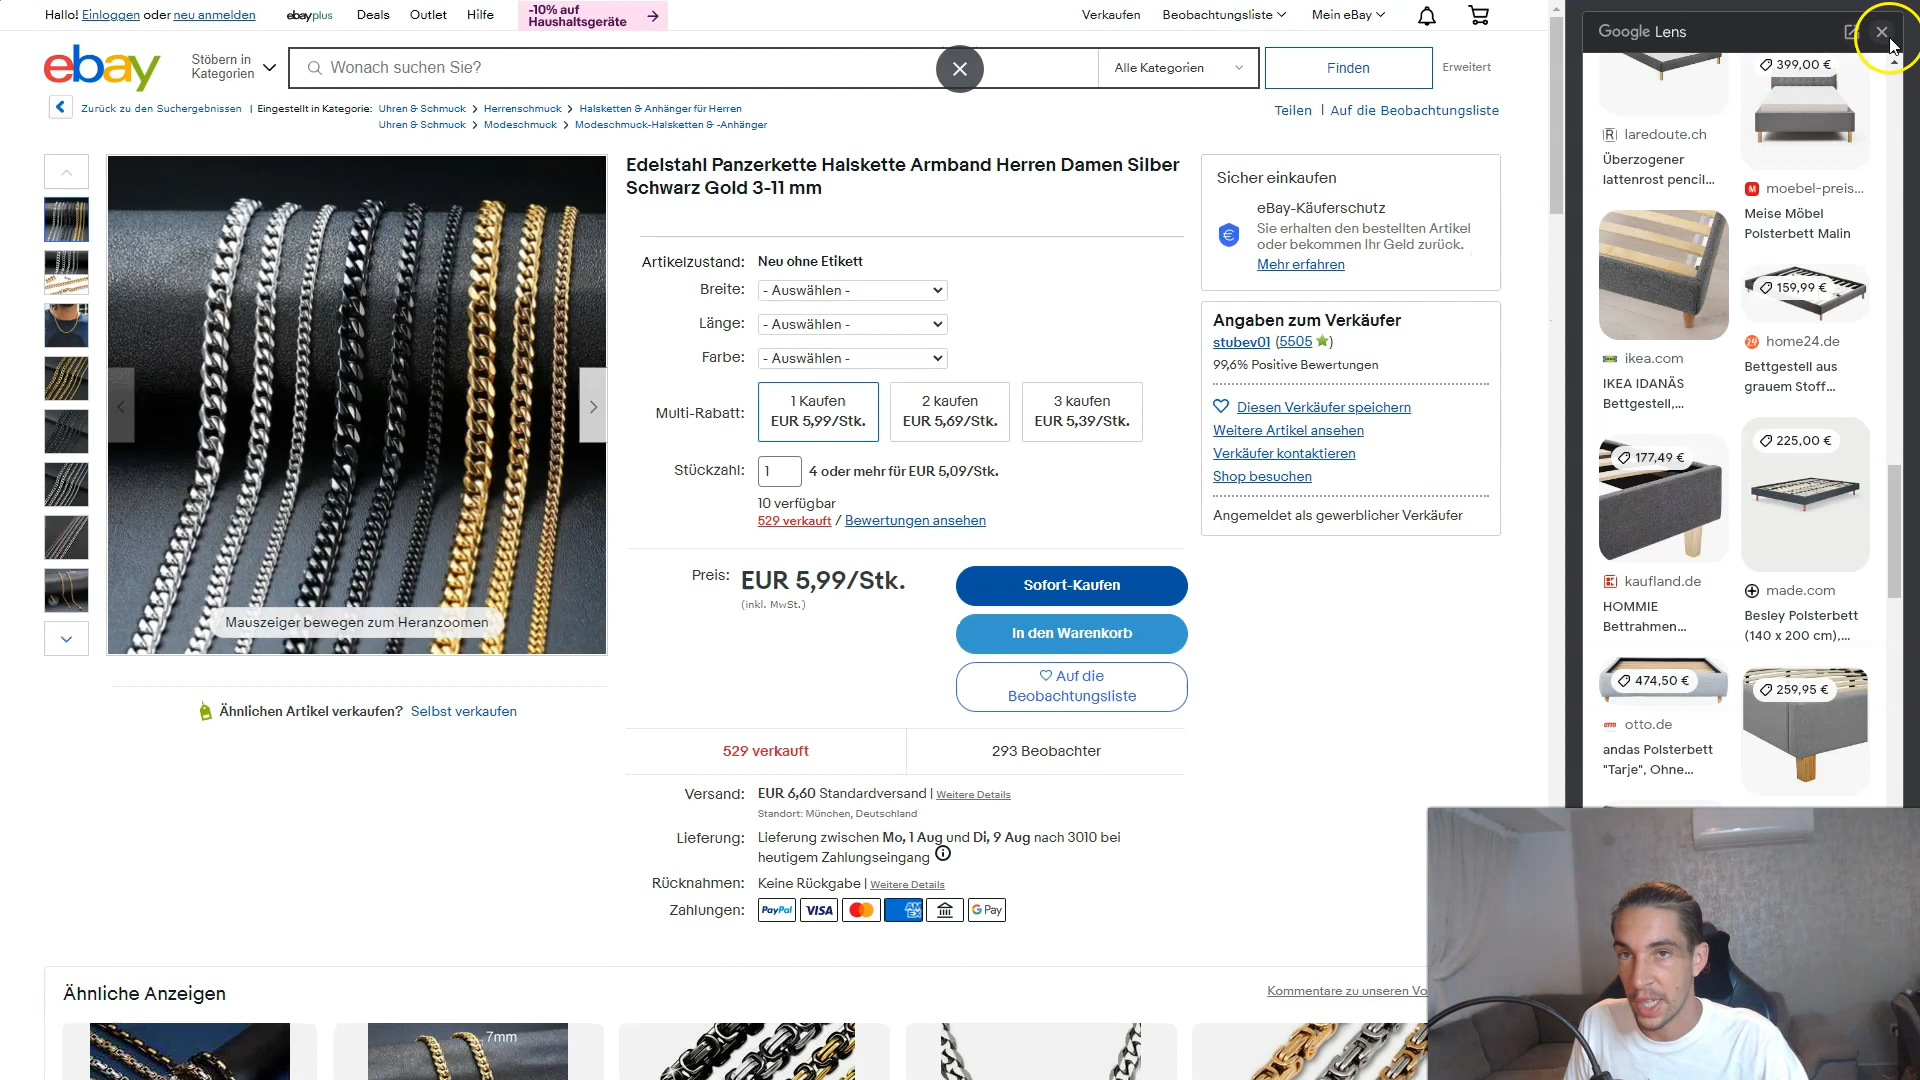 Hallo! Einloggen oder neu anmelden
ebayplus
Deals
Outlet
Hilfe
-10% auf
Haushaltsgeräte
Verkaufen
Beobachtungsliste
Mein eBay
ebay
Stöbern in
Kategorien
Wonach suchen Sie?
Alle Kategorien
Finden
Erweitert
Zurück zu den Suchergebnissen | Eingestellt in Kategorie:
Uhren & Schmuck > Herrenschmuck > Halsketten & Anhänger für Herren
Uhren & Schmuck > Modeschmuck > Modeschmuck-Halsketten & -Anhänger
Teilen | Auf die Beobachtungsliste
Mauszeiger bewegen zum Heranzoomen
Ähnlichen Artikel verkaufen? Selbst verkaufen
Edelstahl Panzerkette Halskette Armband Herren Damen Silber
Schwarz Gold 3-11 mm
Artikelzustand: Neu ohne Etikett
Breite: - Auswählen -
Länge: - Auswählen -
Farbe: - Auswählen -
Multi-Rabatt:
1 Kaufen
EUR 5,99/Stk.
2 kaufen
EUR 5,69/Stk.
3 kaufen
EUR 5,39/Stk.
Stückzahl: 1 4 oder mehr für EUR 5,09/Stk.
10 verfügbar
529 verkauft / Bewertungen ansehen
Preis: EUR 5,99/Stk.
(inkl. MwSt.)
Sofort-Kaufen
In den Warenkorb
Auf die
Beobachtungsliste
529 verkauft
293 Beobachter
Versand: EUR 6,60 Standardversand | Weitere Details
Standort: München, Deutschland
Lieferung: Lieferung zwischen Mo, 1 Aug und Di, 9 Aug nach 3010 bei
heutigem Zahlungseingang
Rücknahmen: Keine Rückgabe | Weitere Details
Zahlungen: PayPal VISA AMEX G Pay
Sicher einkaufen
eBay-Käuferschutz
Sie erhalten den bestellten Artikel
oder bekommen Ihr Geld zurück.
Mehr erfahren
Angaben zum Verkäufer
stubev01 (5505)
99,6% Positive Bewertungen
Diesen Verkäufer speichern
Weitere Artikel ansehen
Verkäufer kontaktieren
Shop besuchen
Angemeldet als gewerblicher Verkäufer
Ähnliche Anzeigen
Kommentare zu unseren Vo
7mm
Google Lens
laredoute.ch
Überzogener
lattenrost pencil...
ikea.com
IKEA IDANÄS
Bettgestell,...
177,49 €
kaufland.de
HOMMIE
Bettrahmen...
474,50 €
OTTO
otto.de
andas Polsterbett
"Tarje", Ohne...
399,00 €
moebel-preis...
Meise Möbel
Polsterbett Malin
159,99 €
home24.de
Bettgestell aus
grauem Stoff...
225,00 €
made.com
Besley Polsterbett
(140 x 200 cm),...
259,95 €